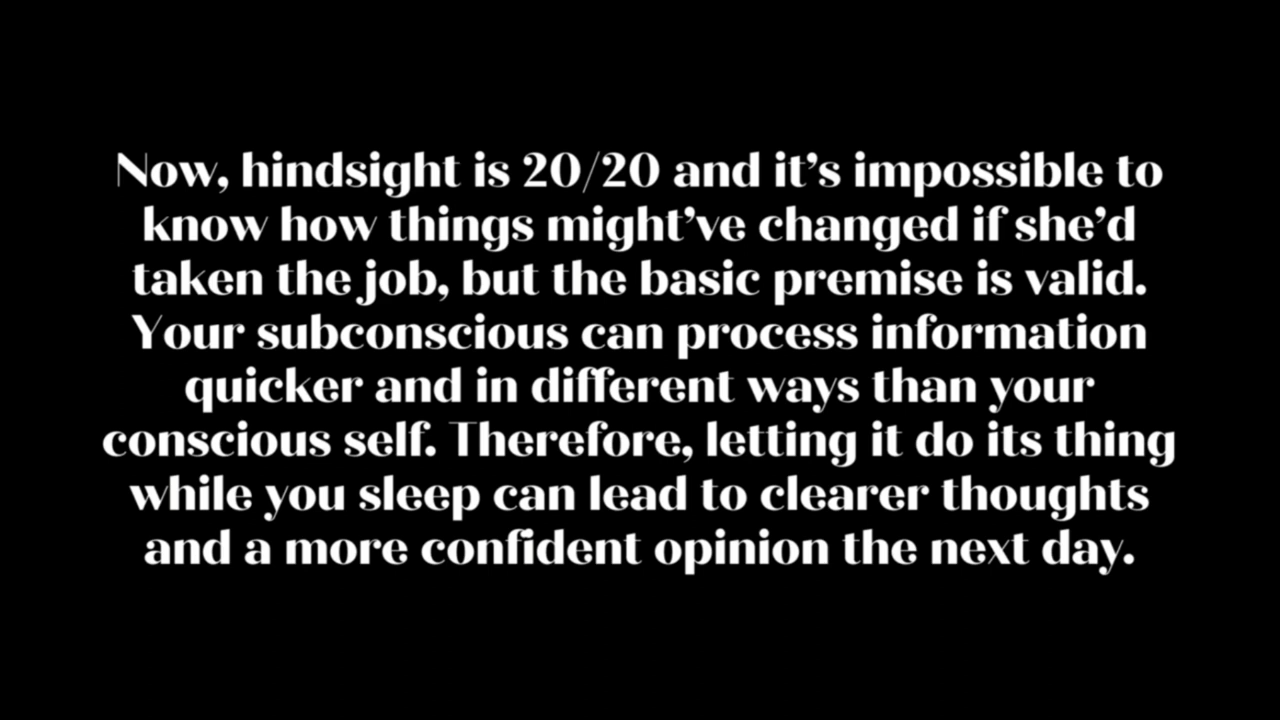 Now, hindsight is 20/20 and it’s impossible to
know how things might’ve changed if she’d
taken the job, but the basic premise is valid.
Your subconscious can process information
quicker and in different ways than your
conscious self. Therefore, letting it do its thing
while you sleep can lead to clearer thoughts
and a more confident opinion the next day.